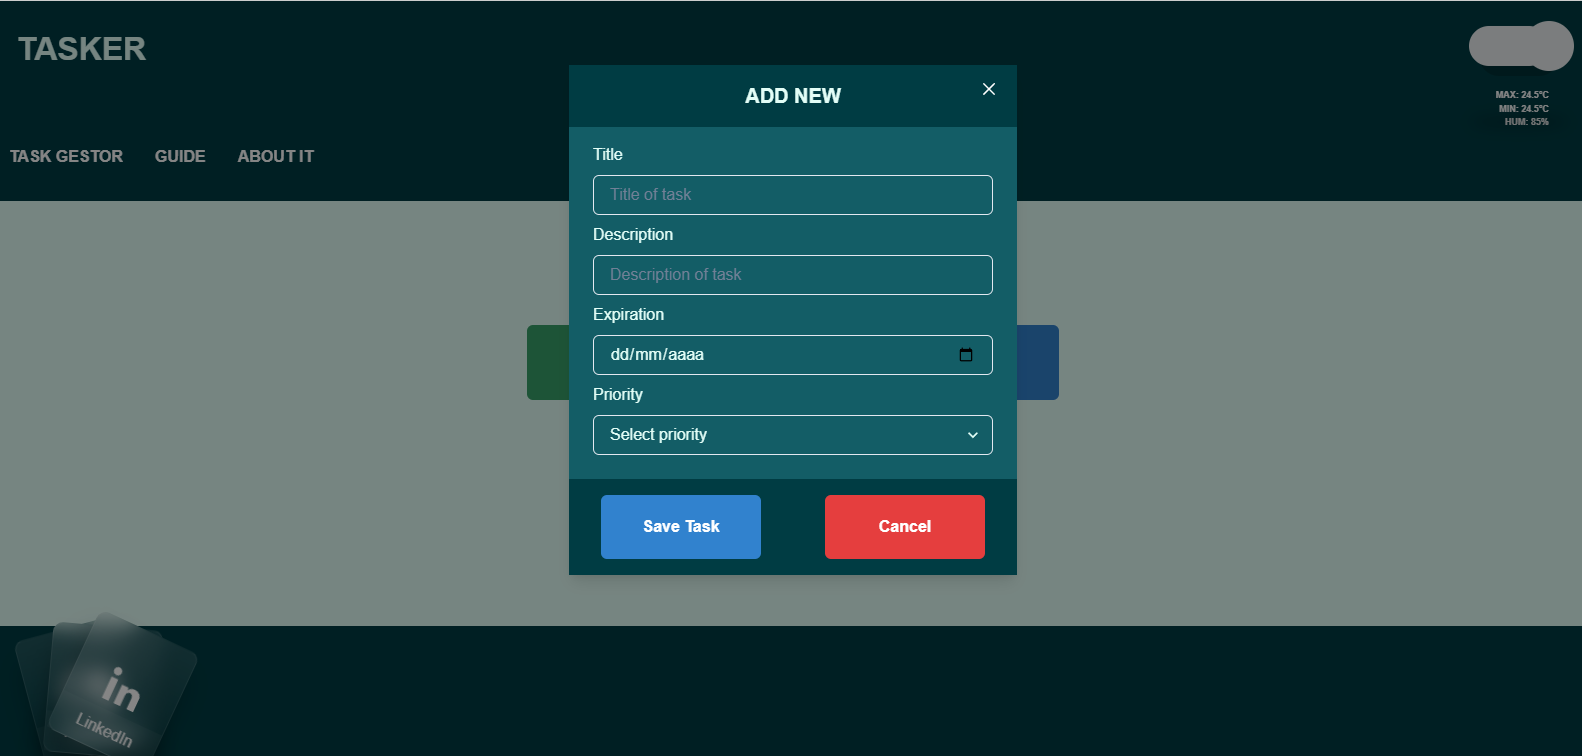 TASKER
MAX: 24.5°C
MIN: 24.5°C
HUM: 85%
TASK GESTOR GUIDE ABOUT IT
ADD NEW
Title
Title of task
Description
Description of task
Expiration
dd/mm/aaaa
Priority
Select priority
Save Task Cancel
in
LinkedIn